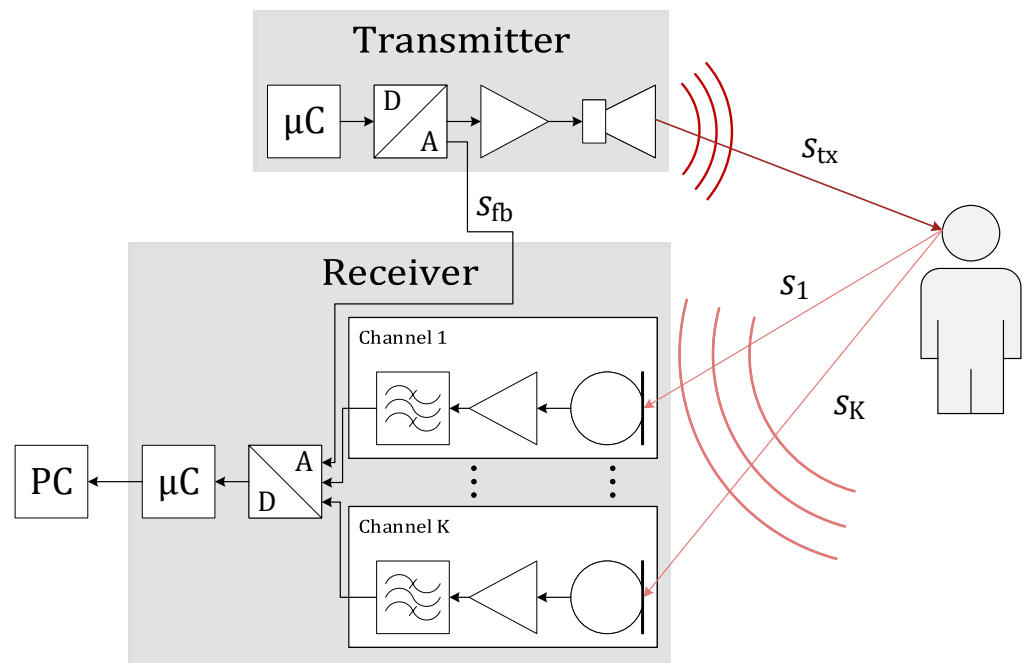 Transmitter
μC
D
A
s_tx
s_fb
Receiver
s_1
Channel 1
s_K
PC
μC
A
D
Channel K